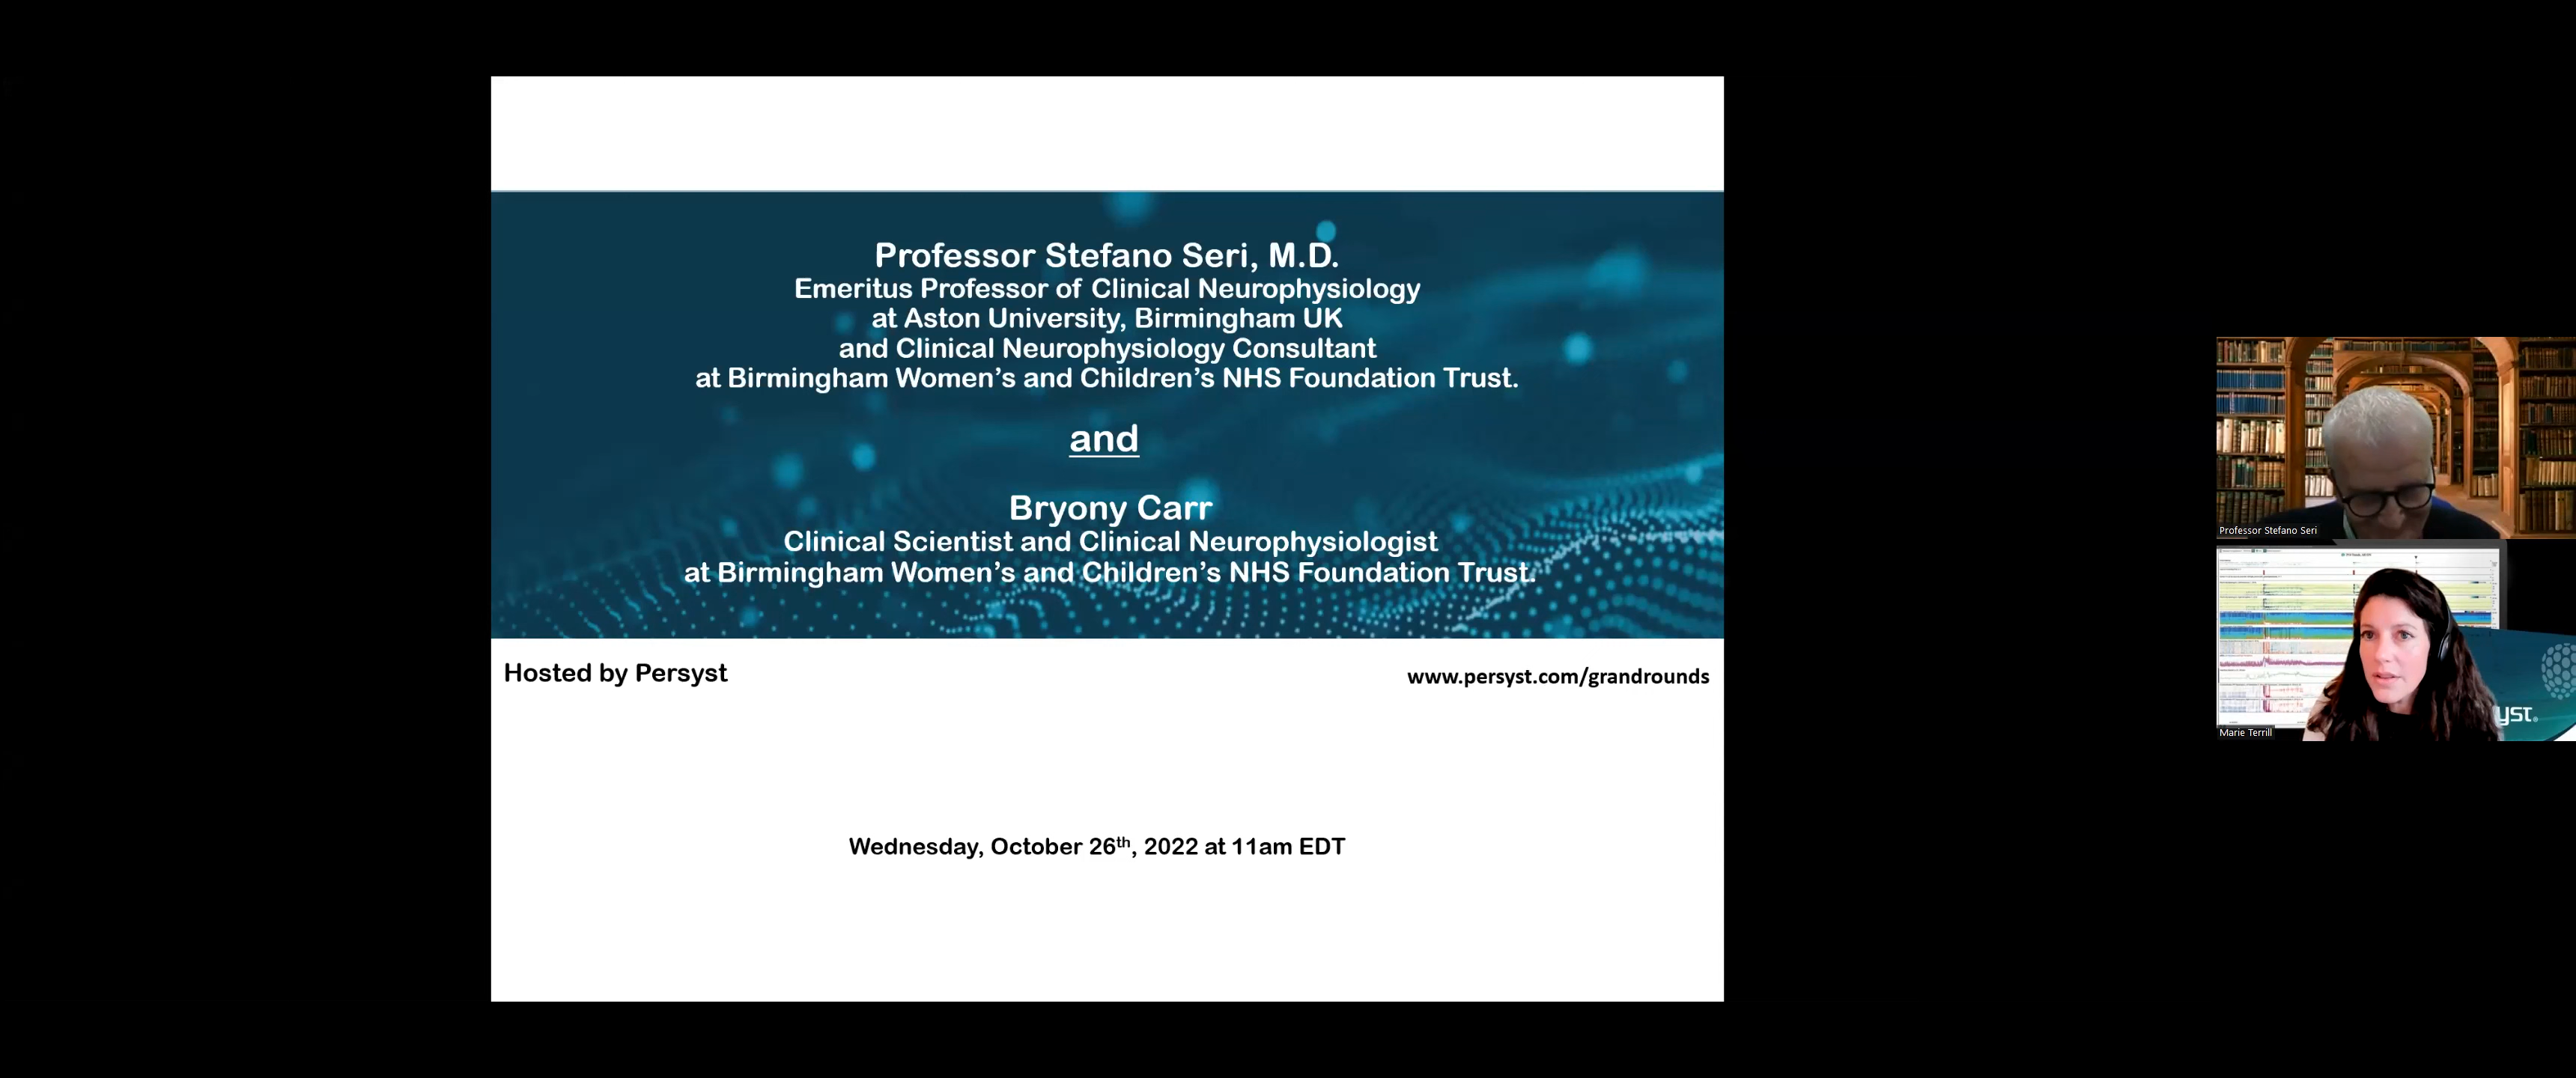 Professor Stefano Seri, M.D.
Emeritus Professor of Clinical Neurophysiology
at Aston University, Birmingham UK
and Clinical Neurophysiology Consultant
at Birmingham Women's and Children's NHS Foundation Trust.
and
Bryony Carr
Clinical Scientist and Clinical Neurophysiologist
at Birmingham Women's and Children's NHS Foundation Trust.
Hosted by Persyst
www.persyst.com/grandrounds
Wednesday, October 26th, 2022 at 11am EDT
Professor Stefano Seri
yst®
Marie Terrill